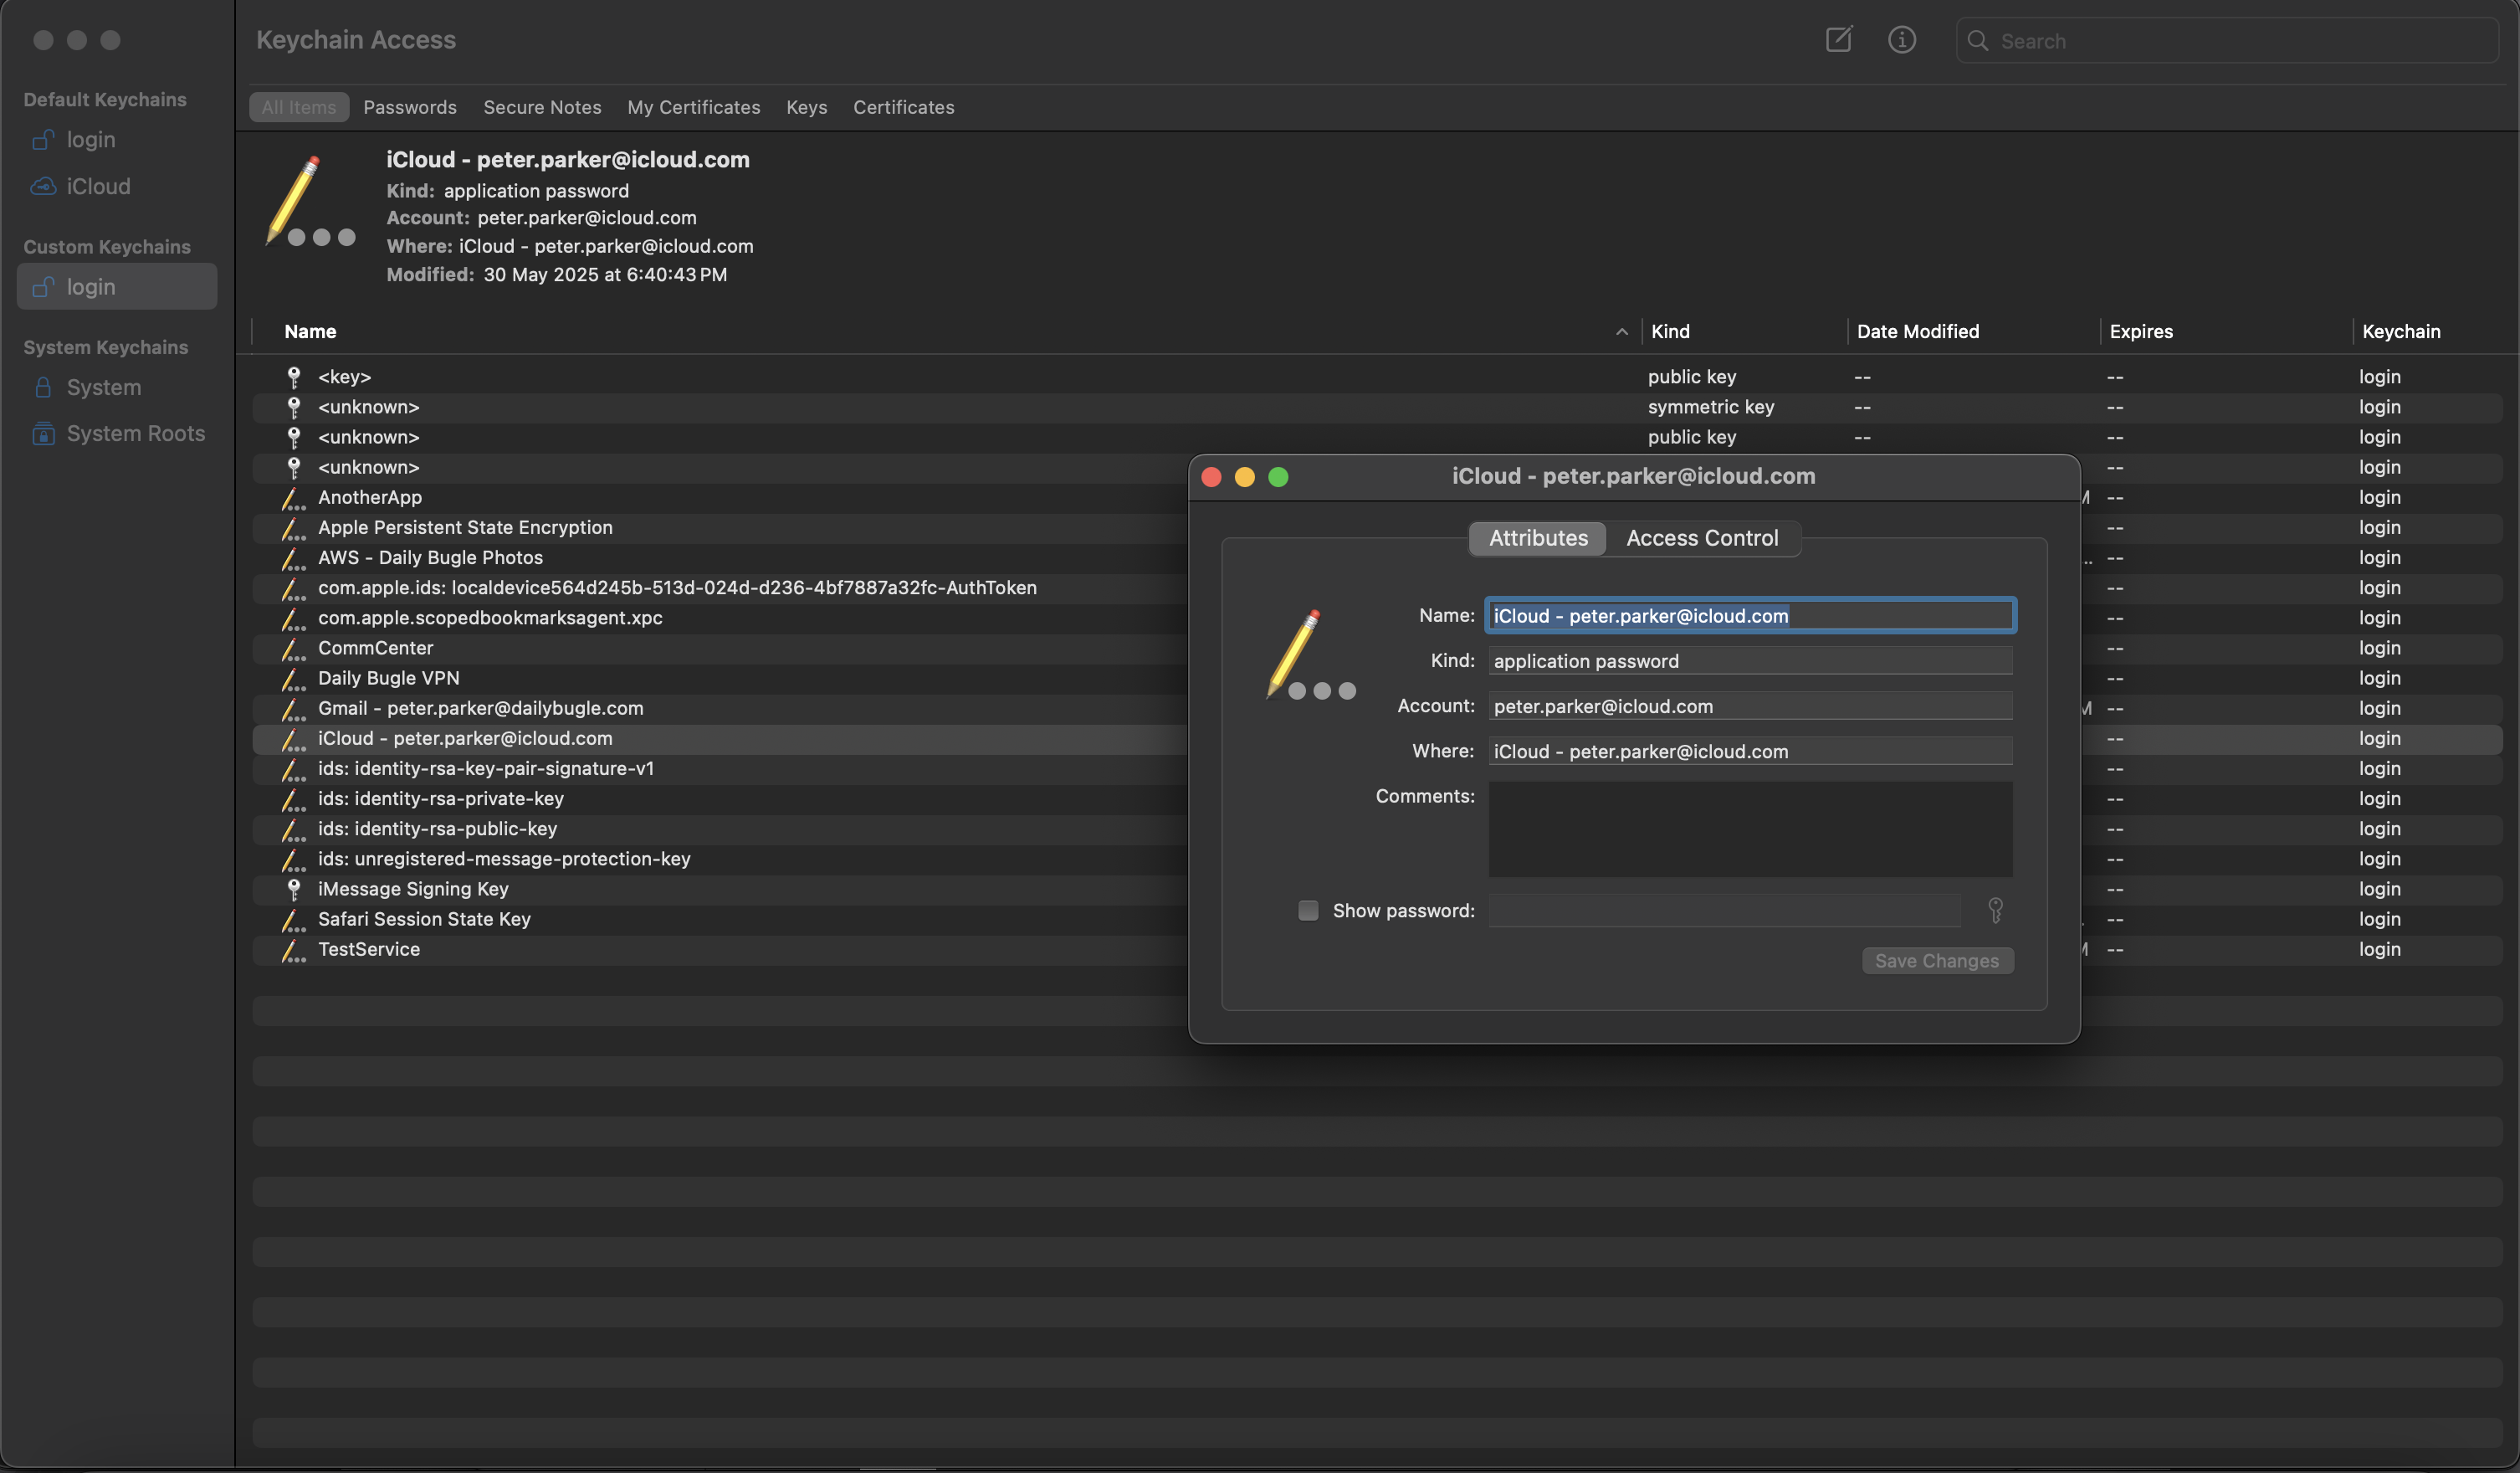 Keychain Access
Search
Default Keychains
login
iCloud
Custom Keychains
login
System Keychains
System
System Roots
All Items Passwords Secure Notes My Certificates Keys Certificates
iCloud - peter.parker@icloud.com
Kind: application password
Account: peter.parker@icloud.com
Where: iCloud - peter.parker@icloud.com
Modified: 30 May 2025 at 6:40:43 PM
Name Kind Date Modified Expires Keychain
<key> public key -- -- login
<unknown> symmetric key -- -- login
<unknown> public key -- -- login
<unknown> -- login
AnotherApp -- login
Apple Persistent State Encryption -- login
AWS - Daily Bugle Photos -- login
com.apple.ids: localdevice564d245b-513d-024d-d236-4bf7887a32fc-AuthToken -- login
com.apple.scopedbookmarksagent.xpc -- login
CommCenter -- login
Daily Bugle VPN -- login
Gmail - peter.parker@dailybugle.com -- login
iCloud - peter.parker@icloud.com -- login
ids: identity-rsa-key-pair-signature-v1 -- login
ids: identity-rsa-private-key -- login
ids: identity-rsa-public-key -- login
ids: unregistered-message-protection-key -- login
iMessage Signing Key -- login
Safari Session State Key -- login
TestService -- login
iCloud - peter.parker@icloud.com
Attributes Access Control
Name: iCloud - peter.parker@icloud.com
Kind: application password
Account: peter.parker@icloud.com
Where: iCloud - peter.parker@icloud.com
Comments:
Show password:
Save Changes